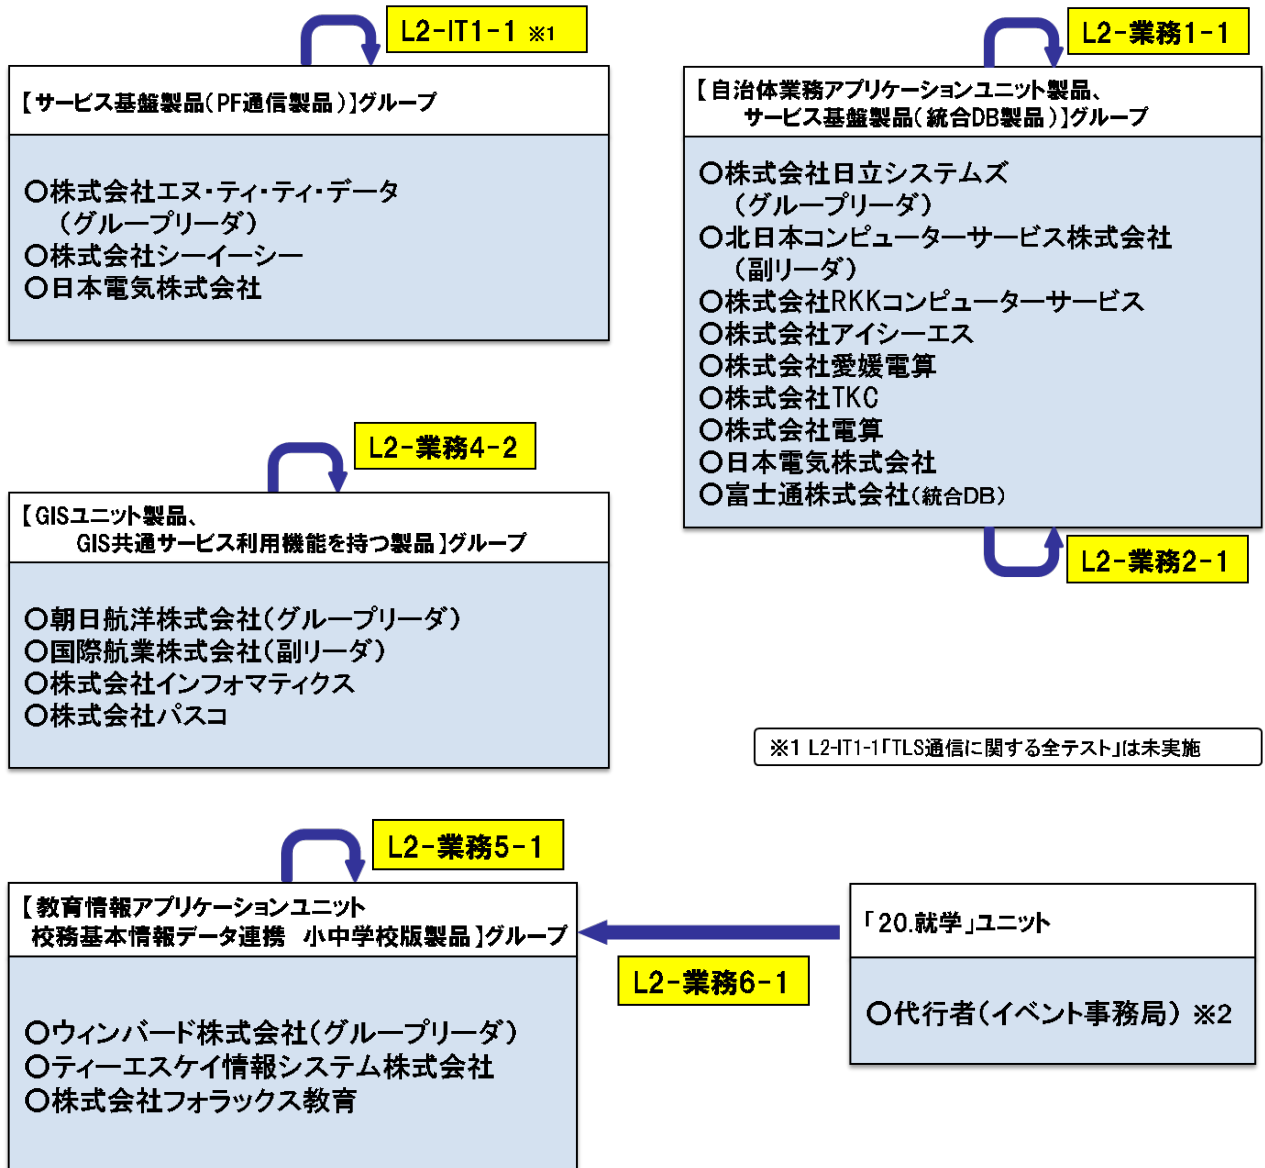 L2-IT1-1 ※1
【サービス基盤製品(PF通信製品)】グループ
○株式会社エヌ・ティ・ティ・データ
(グループリーダ)
○株式会社シーイーシー
○日本電気株式会社
L2-業務1-1
【自治体業務アプリケーションユニット製品、
サービス基盤製品(統合DB製品)】グループ
○株式会社日立システムズ
(グループリーダ)
○北日本コンピューターサービス株式会社
(副リーダ)
○株式会社RKKコンピューターサービス
○株式会社アイシーエス
○株式会社愛媛電算
○株式会社TKC
○株式会社電算
○日本電気株式会社
○富士通株式会社(統合DB)
L2-業務2-1
L2-業務4-2
【GISユニット製品、
GIS共通サービス利用機能を持つ製品】グループ
○朝日航洋株式会社(グループリーダ)
○国際航業株式会社(副リーダ)
○株式会社インフォマティクス
○株式会社パスコ
※1 L2-IT1-1「TLS通信に関する全テスト」は未実施
L2-業務5-1
【教育情報アプリケーションユニット
校務基本情報データ連携 小中学校版製品】グループ
○ウィンバード株式会社(グループリーダ)
○ティーエスケイ情報システム株式会社
○株式会社フォラックス教育
L2-業務6-1
「20.就学」ユニット
○代行者(イベント事務局) ※2